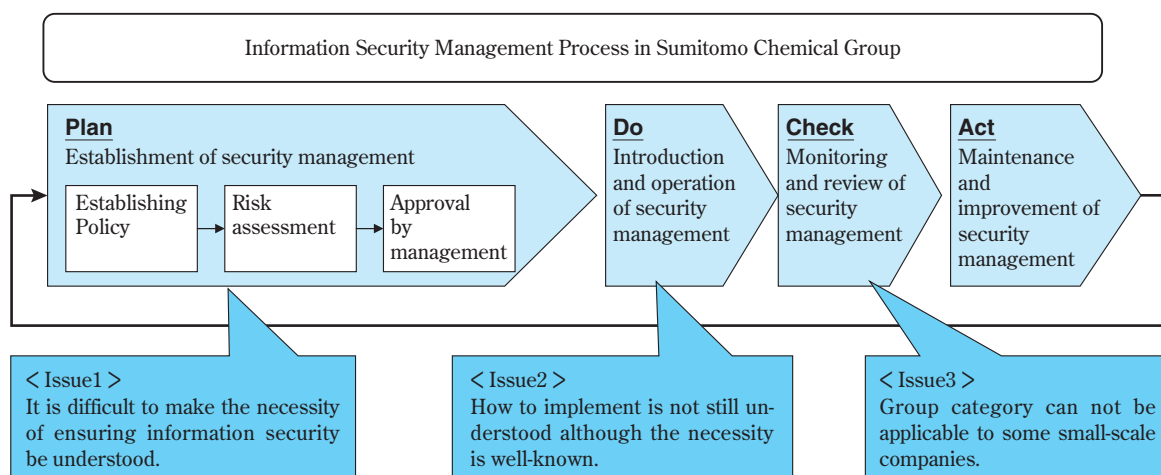 Information Security Management Process in Sumitomo Chemical Group
Plan
Establishment of security management
Establishing
Policy
Risk
assessment
Approval
by
management
Do
Introduction
and operation
of security
management
Check
Monitoring
and review of
security
management
Act
Maintenance
and
improvement of
security
management
< Issue1 >
It is difficult to make the necessity
of ensuring information security
be understood.
< Issue2 >
How to implement is not still un-
derstood although the necessity
is well-known.
< Issue3 >
Group category can not be
applicable to some small-scale
companies.